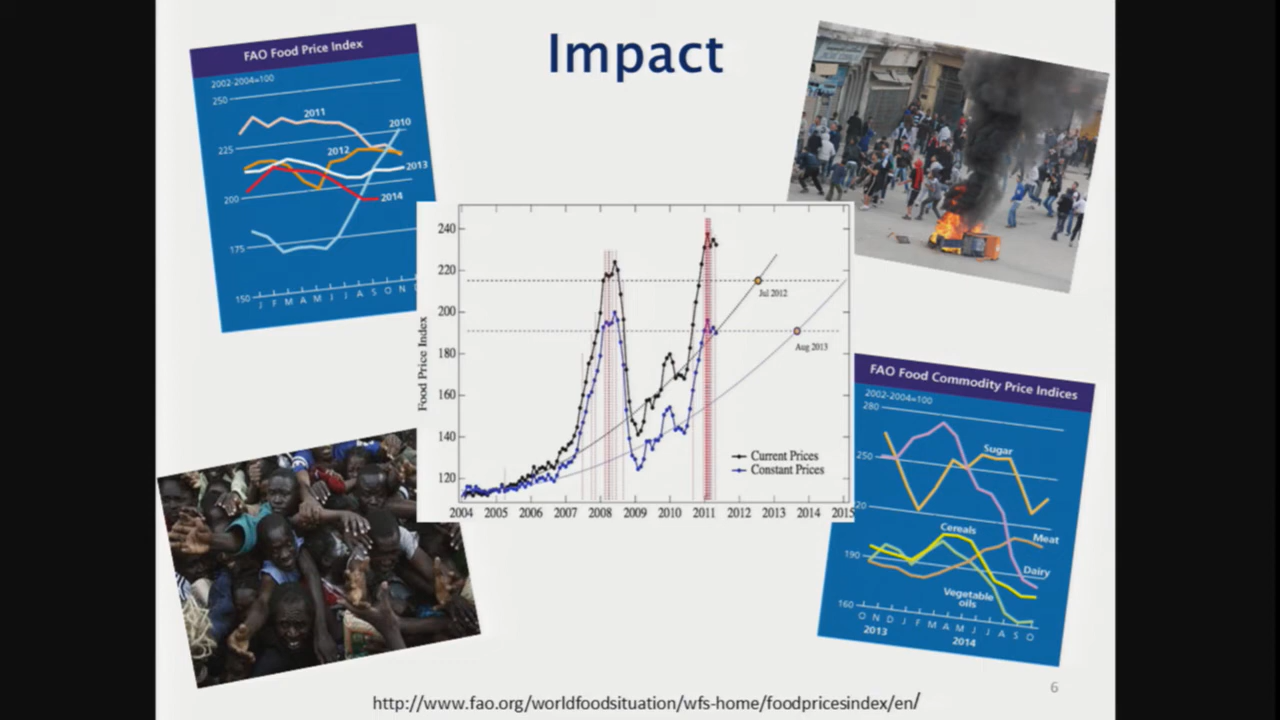 Impact
FAO Food Price Index
2002-2004=100
250
225
200
175
150
2011
2010
2012
2013
2014
J F M A M J J A S O N
Food Price Index
240
220
200
180
160
140
120
Jul 2012
Aug 2013
Current Prices
Constant Prices
2004 2005 2006 2007 2008 2009 2010 2011 2012 2013 2014 2015
FAO Food Commodity Price Indices
2002-2004=100
280
250
20
190
160
Sugar
Cereals
Meat
Dairy
Vegetable
oils
O N D J F M A M J J A S O
2013
2014
6
http://www.fao.org/worldfoodsituation/wfs-home/foodpricesindex/en/